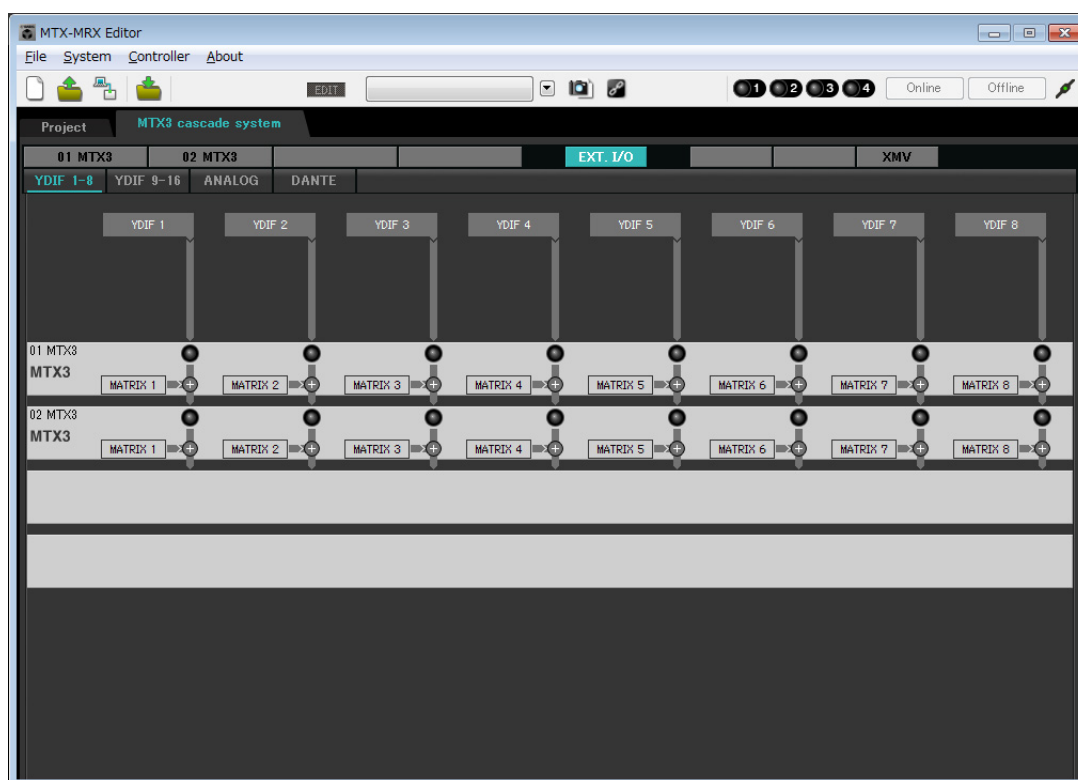 MTX-MRX Editor
File System Controller About
EDIT 1 2 3 4 Online Offline
Project MTX3 cascade system
01 MTX3 02 MTX3 EXT. I/O XMV
YDIF 1-8 YDIF 9-16 ANALOG DANTE
YDIF 1 YDIF 2 YDIF 3 YDIF 4 YDIF 5 YDIF 6 YDIF 7 YDIF 8
01 MTX3
MTX3
MATRIX 1 MATRIX 2 MATRIX 3 MATRIX 4 MATRIX 5 MATRIX 6 MATRIX 7 MATRIX 8
02 MTX3
MTX3
MATRIX 1 MATRIX 2 MATRIX 3 MATRIX 4 MATRIX 5 MATRIX 6 MATRIX 7 MATRIX 8